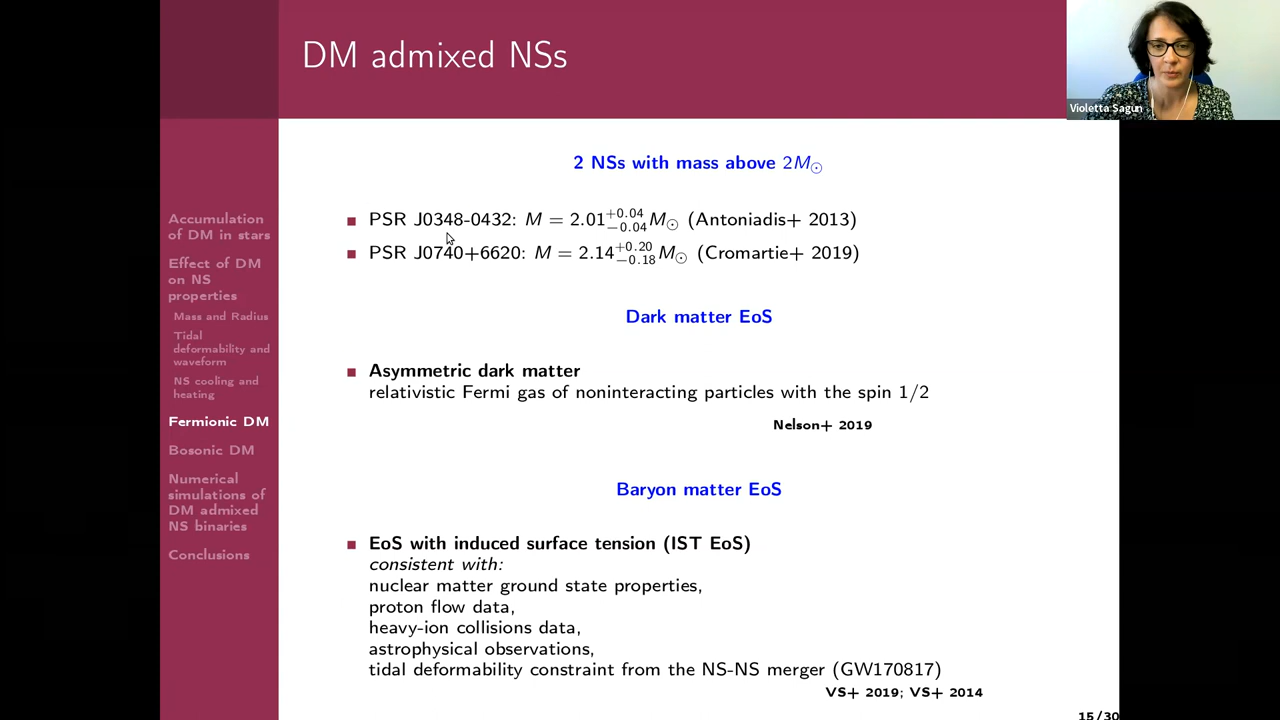 DM admixed NSs
Violetta Sagun
2 NSs with mass above 2M⊙
PSR J0348-0432: M = 2.01+0.04−0.04 M⊙ (Antoniadis+ 2013)
PSR J0740+6620: M = 2.14+0.20−0.18 M⊙ (Cromartie+ 2019)
Dark matter EoS
Asymmetric dark matter
relativistic Fermi gas of noninteracting particles with the spin 1/2
Nelson+ 2019
Baryon matter EoS
EoS with induced surface tension (IST EoS)
consistent with:
nuclear matter ground state properties,
proton flow data,
heavy-ion collisions data,
astrophysical observations,
tidal deformability constraint from the NS-NS merger (GW170817)
VS+ 2019; VS+ 2014
15/30
Accumulation
of DM in stars
Effect of DM
on NS
properties
Mass and Radius
Tidal
deformability and
waveform
NS cooling and
heating
Fermionic DM
Bosonic DM
Numerical
simulations of
DM admixed
NS binaries
Conclusions